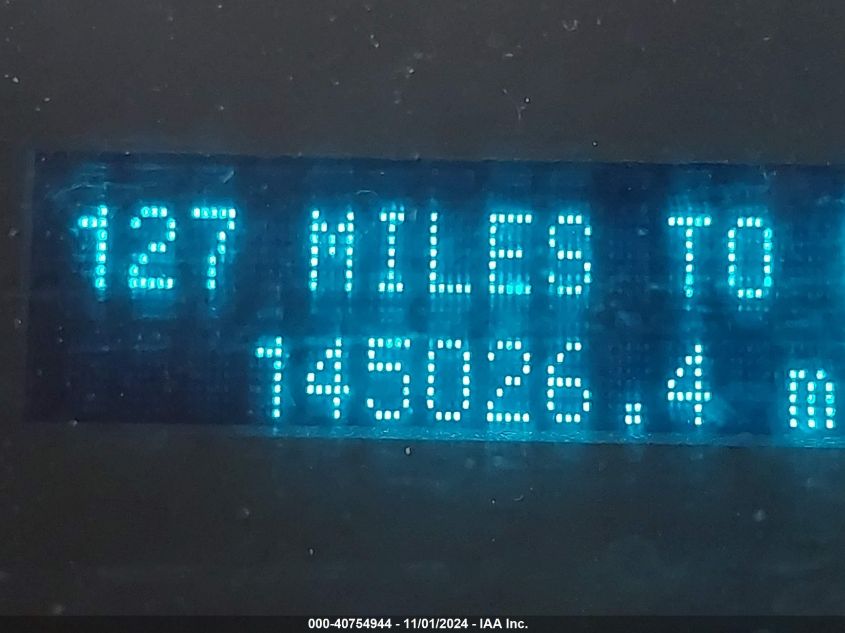 127 MILES TO
145026.4 m
000-40754944 - 11/01/2024 - IAA Inc.